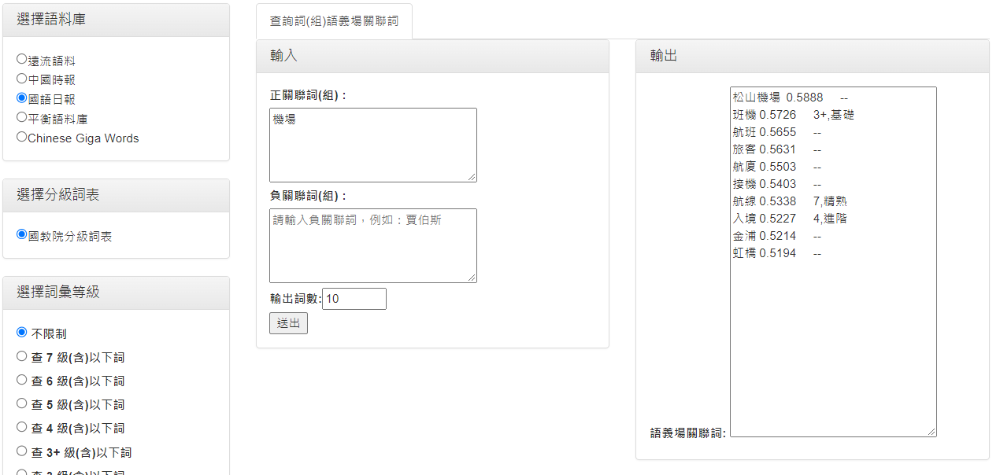 選擇語料庫
遠流語料
中國時報
國語日報
平衡語料庫
Chinese Giga Words
選擇分級詞表
國教院分級詞表
選擇詞彙等級
不限制
查 7 級(含)以下詞
查 6 級(含)以下詞
查 5 級(含)以下詞
查 4 級(含)以下詞
查 3+ 級(含)以下詞
查詢詞(組)語義場關聯詞
輸入
正關聯詞(組)：
機場
負關聯詞(組)：
請輸入負關聯詞，例如：賈伯斯
輸出詞數:10
送出
輸出
松山機場 0.5888 --
班機 0.5726 3+,基礎
航班 0.5655 --
旅客 0.5631 --
航廈 0.5503 --
接機 0.5403 --
航線 0.5338 7,精熟
入境 0.5227 4,進階
金浦 0.5214 --
虹橋 0.5194 --
語義場關聯詞: